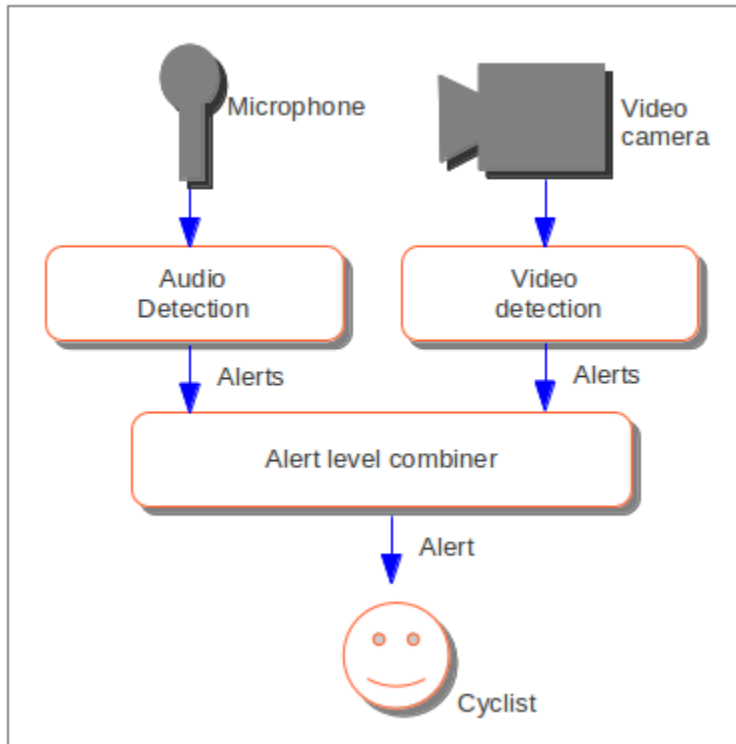 Microphone
Video
camera
Audio
Detection
Video
detection
Alerts
Alerts
Alert level combiner
Alert
Cyclist